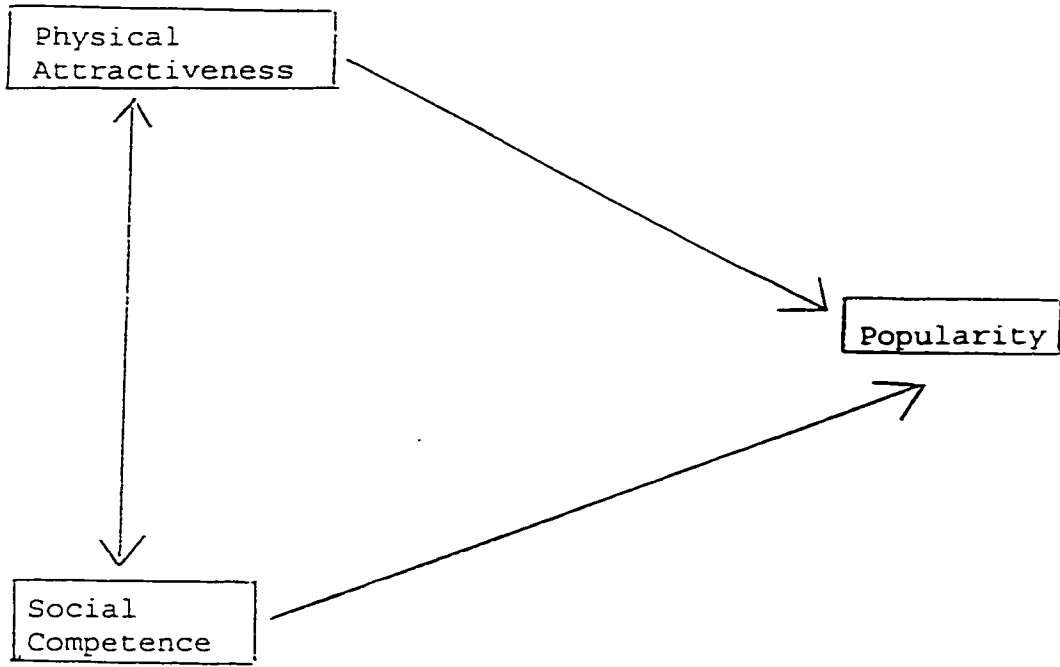 Physical
Attractiveness
Popularity
Social
Competence